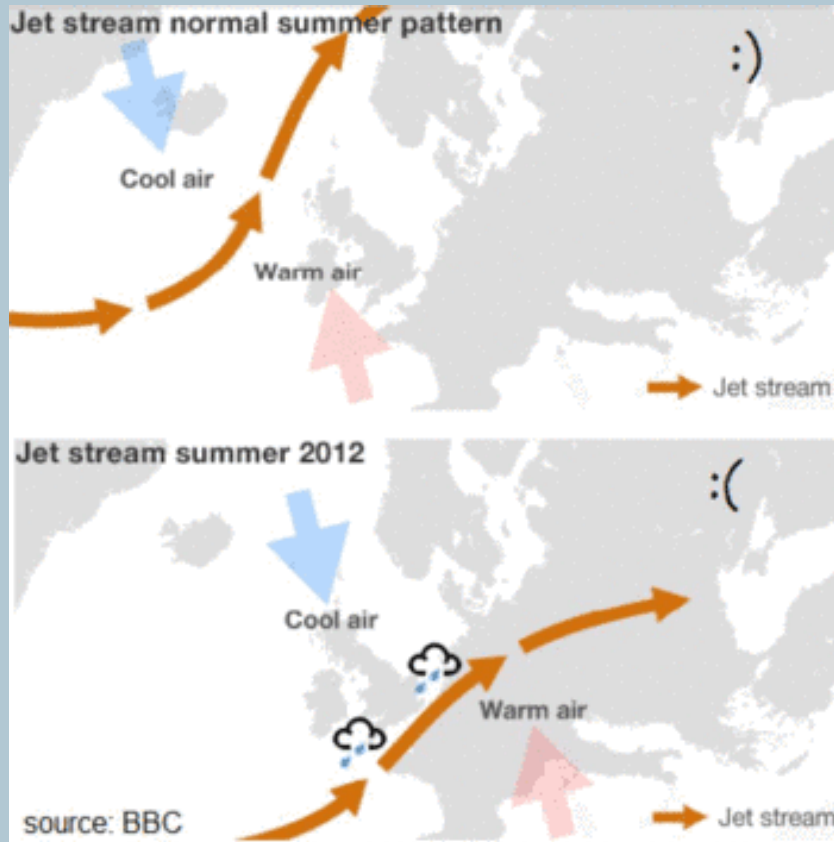 Jet stream normal summer pattern
:)
Cool air
Warm air
Jet stream
Jet stream summer 2012
:(
Cool air
Warm air
source: BBC
Jet stream